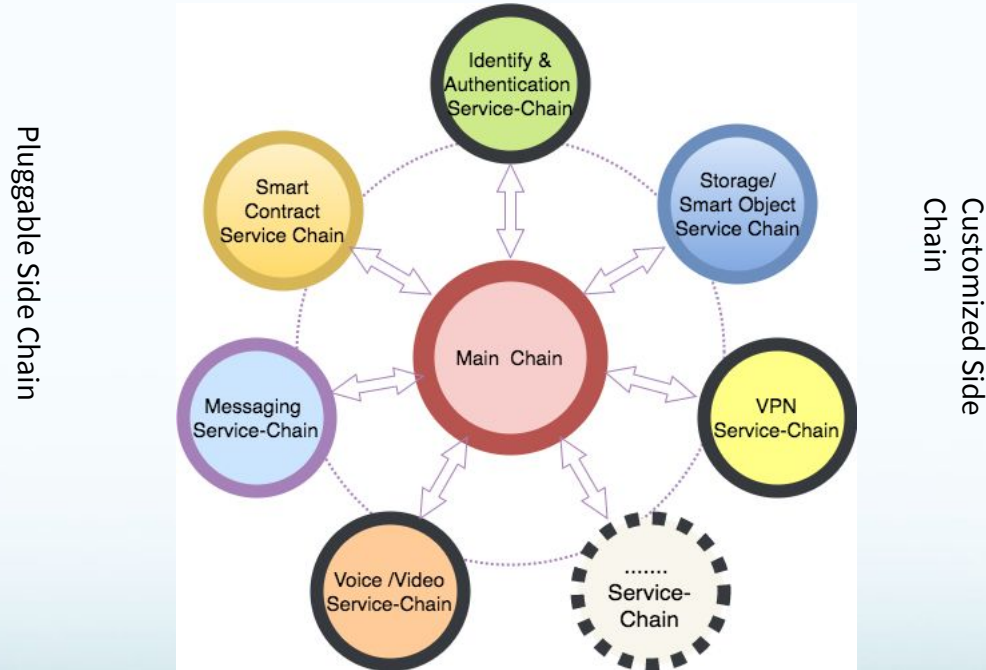 Pluggable Side Chain
Identify &
Authentication
Service-Chain
Smart
Contract
Service Chain
Storage/
Smart Object
Service Chain
Main Chain
Messaging
Service-Chain
VPN
Service-Chain
Voice /Video
Service-Chain
.......
Service-
Chain
Customized Side
Chain